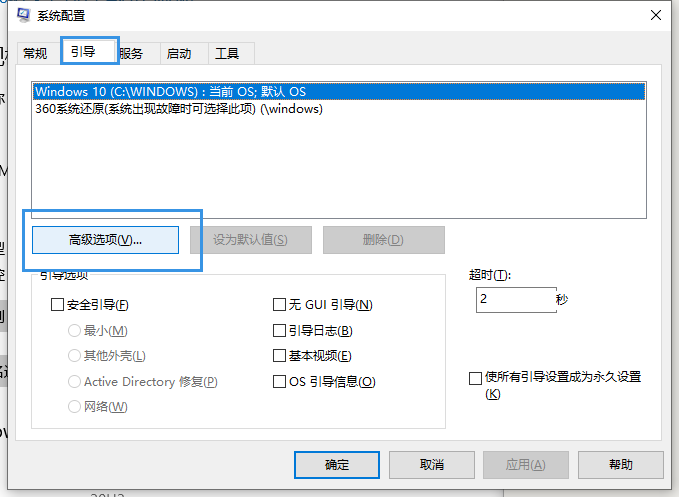 系统配置
常规 引导 服务 启动 工具
Windows 10 (C:\WINDOWS) : 当前 OS; 默认 OS
360系统还原(系统出现故障时可选择此项) (\windows)
高级选项(V)... 设为默认值(S) 删除(D)
引导选项
超时(T):
安全引导(F) 无 GUI 引导(N)
2 秒
最小(M) 引导日志(B)
其他外壳(L) 基本视频(E)
Active Directory 修复(P) OS 引导信息(O)
使所有引导设置成为永久设置
(K)
网络(W)
确定 取消 应用(A) 帮助